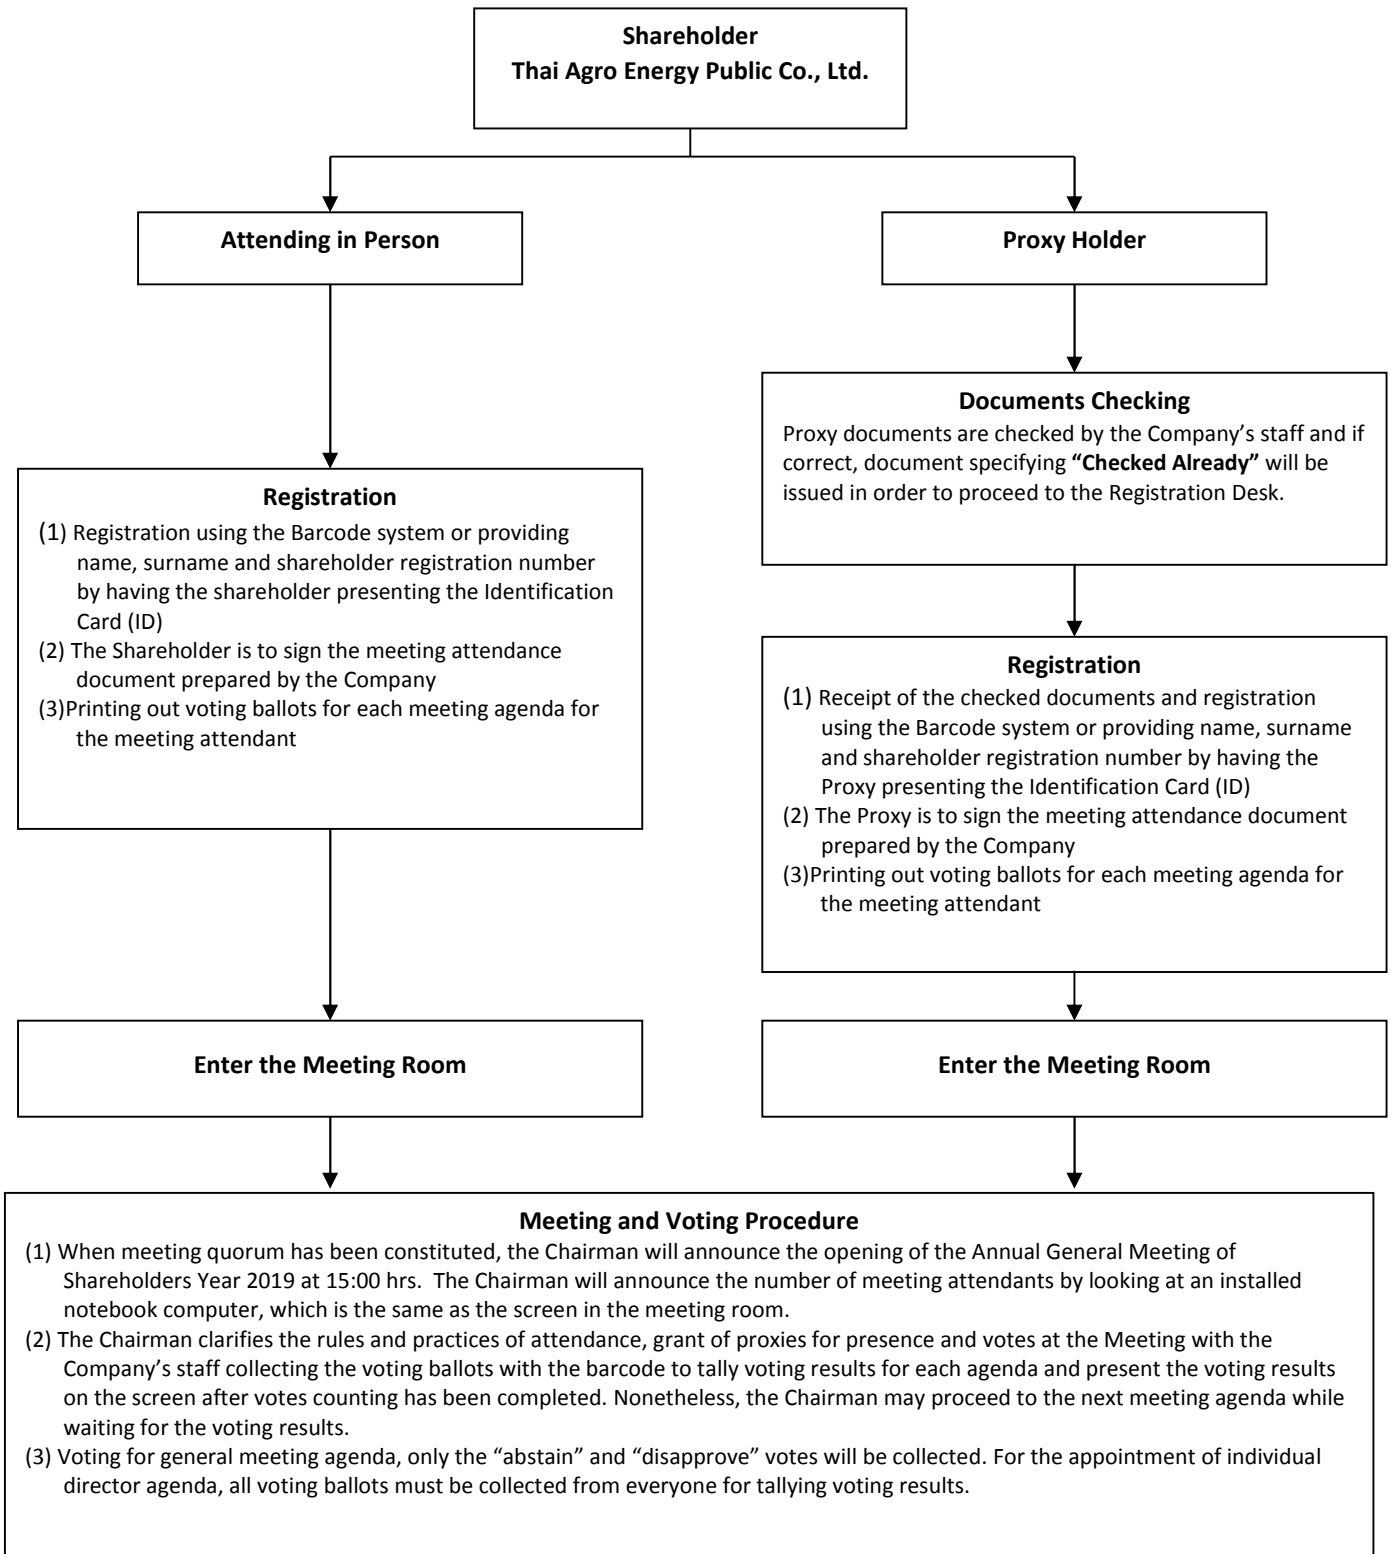 Shareholder
Thai Agro Energy Public Co., Ltd.
Attending in Person
Proxy Holder
Documents Checking
Proxy documents are checked by the Company’s staff and if
correct, document specifying “Checked Already” will be
issued in order to proceed to the Registration Desk.
Registration
(1) Registration using the Barcode system or providing
name, surname and shareholder registration number
by having the shareholder presenting the Identification
Card (ID)
(2) The Shareholder is to sign the meeting attendance
document prepared by the Company
(3)Printing out voting ballots for each meeting agenda for
the meeting attendant
Registration
(1) Receipt of the checked documents and registration
using the Barcode system or providing name, surname
and shareholder registration number by having the
Proxy presenting the Identification Card (ID)
(2) The Proxy is to sign the meeting attendance document
prepared by the Company
(3)Printing out voting ballots for each meeting agenda for
the meeting attendant
Enter the Meeting Room
Enter the Meeting Room
Meeting and Voting Procedure
(1) When meeting quorum has been constituted, the Chairman will announce the opening of the Annual General Meeting of
Shareholders Year 2019 at 15:00 hrs.  The Chairman will announce the number of meeting attendants by looking at an installed
notebook computer, which is the same as the screen in the meeting room.
(2) The Chairman clarifies the rules and practices of attendance, grant of proxies for presence and votes at the Meeting with the
Company’s staff collecting the voting ballots with the barcode to tally voting results for each agenda and present the voting results
on the screen after votes counting has been completed. Nonetheless, the Chairman may proceed to the next meeting agenda while
waiting for the voting results.
(3) Voting for general meeting agenda, only the “abstain” and “disapprove” votes will be collected. For the appointment of individual
director agenda, all voting ballots must be collected from everyone for tallying voting results.